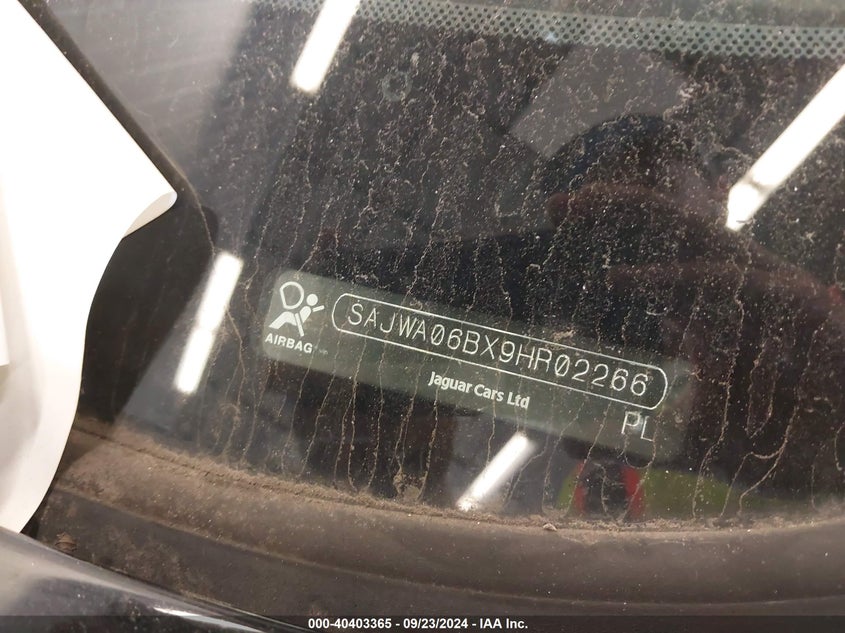 SAJWA06BX9HR02266
AIRBAG
Jaguar Cars Ltd
PL
000-40403365 - 09/23/2024 - IAA Inc.